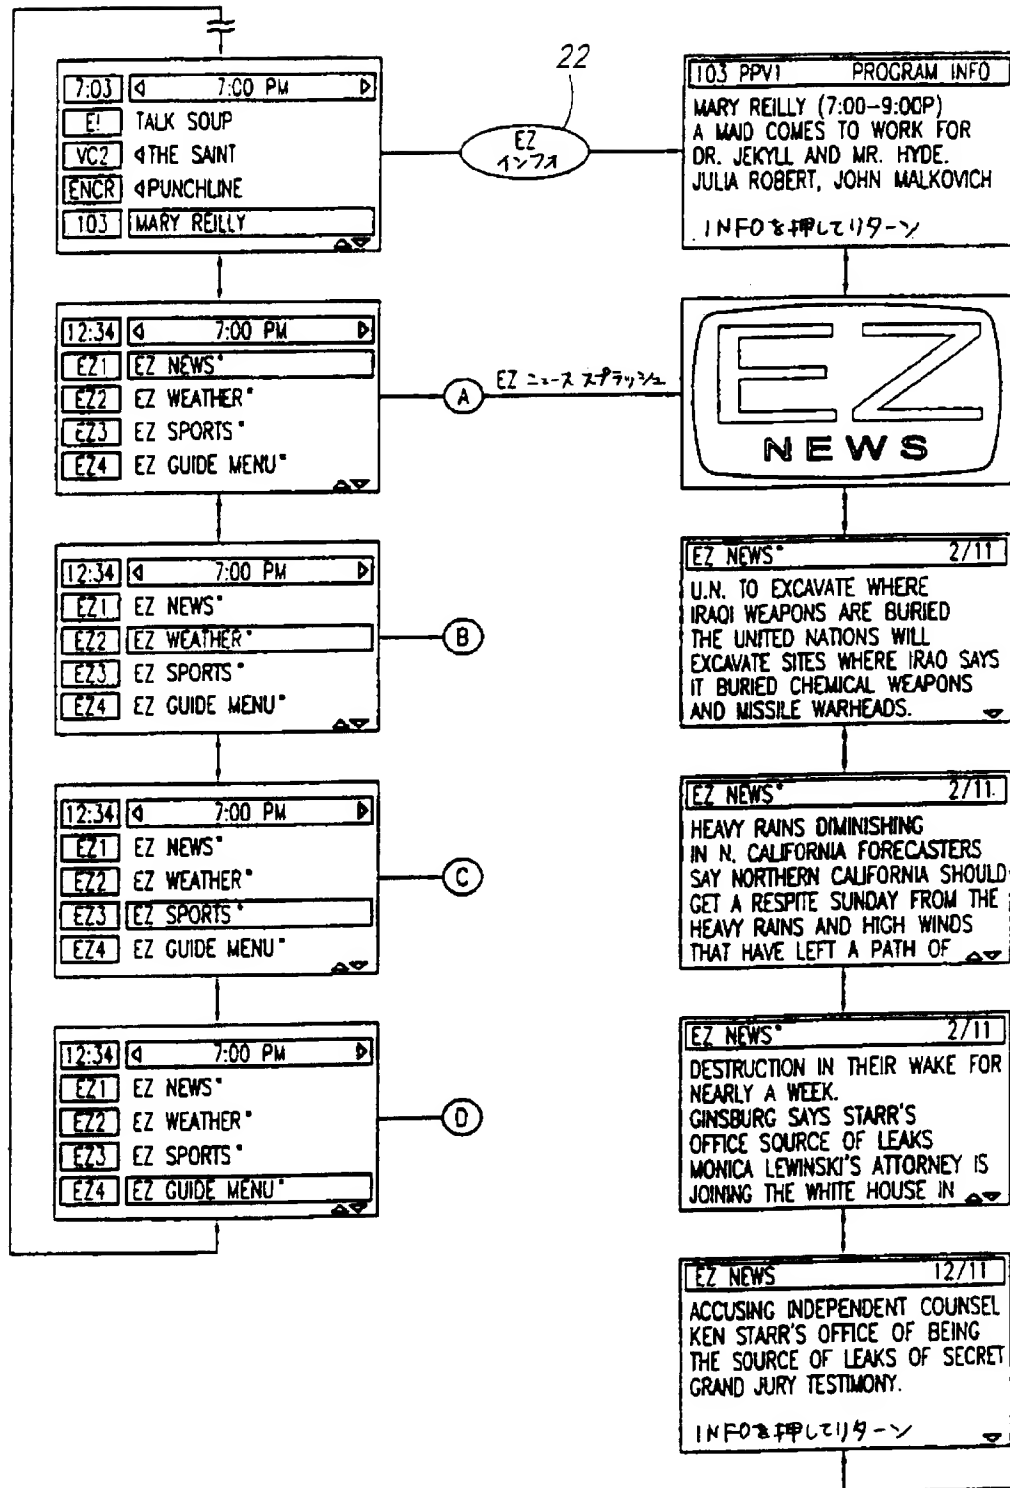 22
7:03 ◁ 7:00 PM ▷
E! TALK SOUP
VC2 ◁THE SAINT
ENCR ◁PUNCHLINE
103 MARY REILLY
EZ
インフォ
103 PPV1 PROGRAM INFO
MARY REILLY (7:00-9:00P)
A MAID COMES TO WORK FOR
DR. JEKYLL AND MR. HYDE.
JULIA ROBERT, JOHN MALKOVICH
INFOを押してリターン
12:34 ◁ 7:00 PM ▷
EZ1 EZ NEWS*
EZ2 EZ WEATHER*
EZ3 EZ SPORTS*
EZ4 EZ GUIDE MENU*
A
EZ ニュース スプラッシュ
EZ
NEWS
12:34 ◁ 7:00 PM ▷
EZ1 EZ NEWS*
EZ2 EZ WEATHER*
EZ3 EZ SPORTS*
EZ4 EZ GUIDE MENU*
B
EZ NEWS* 2/11
U.N. TO EXCAVATE WHERE
IRAQI WEAPONS ARE BURIED
THE UNITED NATIONS WILL
EXCAVATE SITES WHERE IRAQ SAYS
IT BURIED CHEMICAL WEAPONS
AND MISSILE WARHEADS.
12:34 ◁ 7:00 PM ▷
EZ1 EZ NEWS*
EZ2 EZ WEATHER*
EZ3 EZ SPORTS*
EZ4 EZ GUIDE MENU*
C
EZ NEWS* 2/11
HEAVY RAINS DIMINISHING
IN N. CALIFORNIA FORECASTERS
SAY NORTHERN CALIFORNIA SHOULD
GET A RESPITE SUNDAY FROM THE
HEAVY RAINS AND HIGH WINDS
THAT HAVE LEFT A PATH OF
12:34 ◁ 7:00 PM ▷
EZ1 EZ NEWS*
EZ2 EZ WEATHER*
EZ3 EZ SPORTS*
EZ4 EZ GUIDE MENU*
D
EZ NEWS* 2/11
DESTRUCTION IN THEIR WAKE FOR
NEARLY A WEEK.
GINSBURG SAYS STARR'S
OFFICE SOURCE OF LEAKS
MONICA LEWINSKI'S ATTORNEY IS
JOINING THE WHITE HOUSE IN
EZ NEWS 12/11
ACCUSING INDEPENDENT COUNSEL
KEN STARR'S OFFICE OF BEING
THE SOURCE OF LEAKS OF SECRET
GRAND JURY TESTIMONY.
INFOを押してリターン